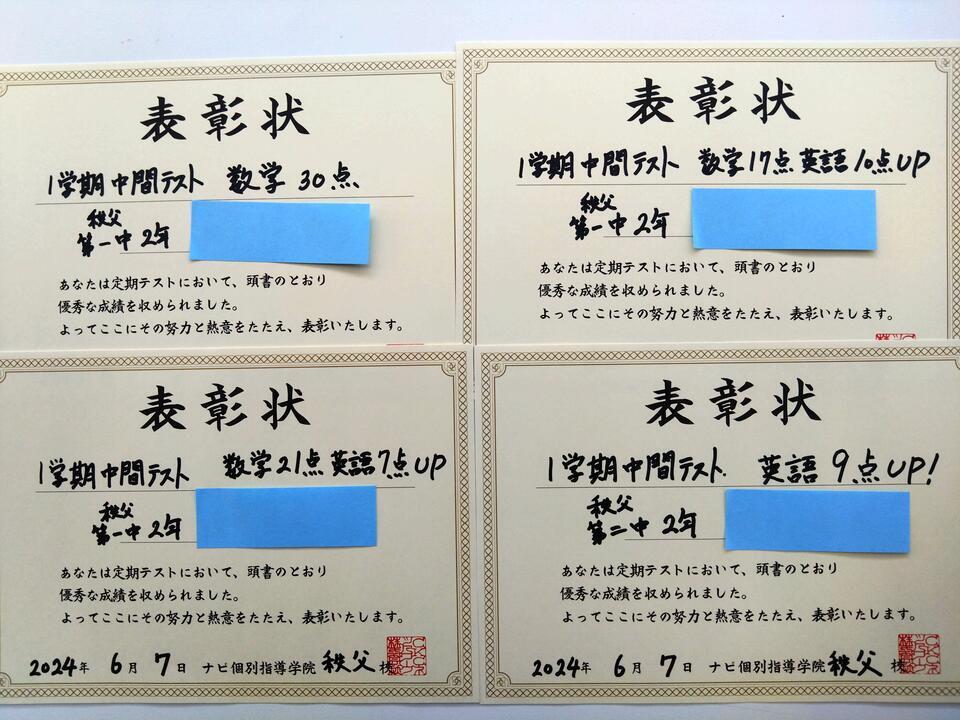 表彰状
1学期中間テスト 数学 30点
秩父
第一中 2年
あなたは定期テストにおいて、頭書のとおり
優秀な成績を収められました。
よってここにその努力と熱意をたたえ、表彰いたします。
表彰状
1学期中間テスト 数学17点 英語10点UP
秩父
第一中 2年
あなたは定期テストにおいて、頭書のとおり
優秀な成績を収められました。
よってここにその努力と熱意をたたえ、表彰いたします。
表彰状
1学期中間テスト 数学21点 英語7点UP
秩父
第一中 2年
あなたは定期テストにおいて、頭書のとおり
優秀な成績を収められました。
よってここにその努力と熱意をたたえ、表彰いたします。
2024年 6月 7日 ナビ個別指導学院 秩父校
表彰状
1学期中間テスト 英語 9点UP!
秩父
第二中 2年
あなたは定期テストにおいて、頭書のとおり
優秀な成績を収められました。
よってここにその努力と熱意をたたえ、表彰いたします。
2024年 6月 7日 ナビ個別指導学院 秩父校